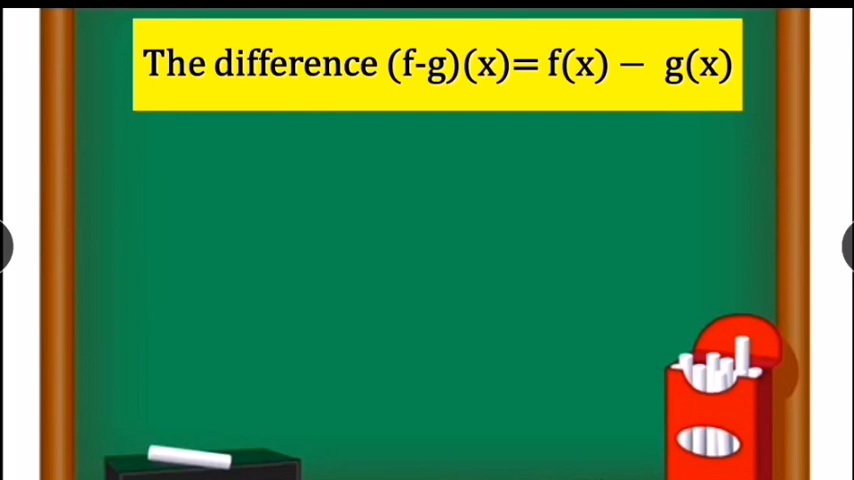 The difference (f-g)(x)= f(x) − g(x)